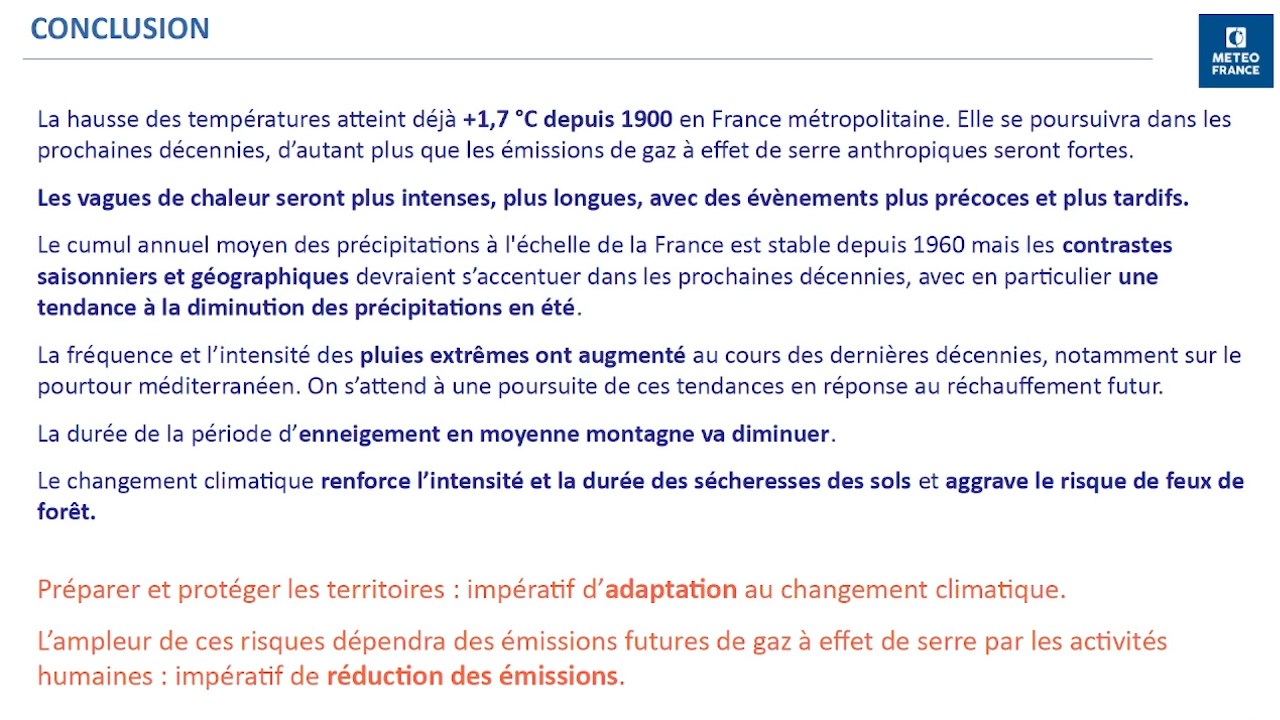 CONCLUSION
METEO
FRANCE
La hausse des températures atteint déjà +1,7 °C depuis 1900 en France métropolitaine. Elle se poursuivra dans les
prochaines décennies, d’autant plus que les émissions de gaz à effet de serre anthropiques seront fortes.
Les vagues de chaleur seront plus intenses, plus longues, avec des évènements plus précoces et plus tardifs.
Le cumul annuel moyen des précipitations à l'échelle de la France est stable depuis 1960 mais les contrastes
saisonniers et géographiques devraient s’accentuer dans les prochaines décennies, avec en particulier une
tendance à la diminution des précipitations en été.
La fréquence et l’intensité des pluies extrêmes ont augmenté au cours des dernières décennies, notamment sur le
pourtour méditerranéen. On s’attend à une poursuite de ces tendances en réponse au réchauffement futur.
La durée de la période d’enneigement en moyenne montagne va diminuer.
Le changement climatique renforce l’intensité et la durée des sécheresses des sols et aggrave le risque de feux de
forêt.
Préparer et protéger les territoires : impératif d’adaptation au changement climatique.
L’ampleur de ces risques dépendra des émissions futures de gaz à effet de serre par les activités
humaines : impératif de réduction des émissions.